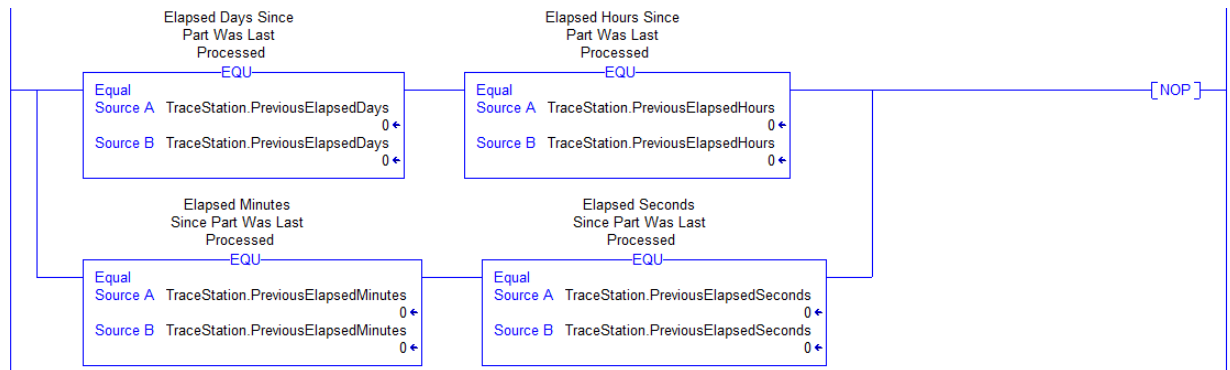 Elapsed Days Since
Part Was Last
Processed
EQU
Equal
Source A TraceStation.PreviousElapsedDays
0
Source B TraceStation.PreviousElapsedDays
0
Elapsed Hours Since
Part Was Last
Processed
EQU
Equal
Source A TraceStation.PreviousElapsedHours
0
Source B TraceStation.PreviousElapsedHours
0
NOP
Elapsed Minutes
Since Part Was Last
Processed
EQU
Equal
Source A TraceStation.PreviousElapsedMinutes
0
Source B TraceStation.PreviousElapsedMinutes
0
Elapsed Seconds
Since Part Was Last
Processed
EQU
Equal
Source A TraceStation.PreviousElapsedSeconds
0
Source B TraceStation.PreviousElapsedSeconds
0